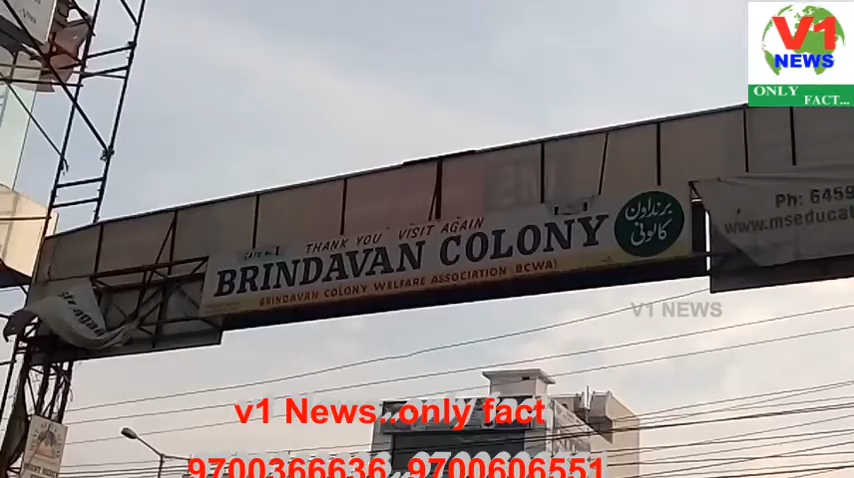 V1
NEWS
ONLY
FACT...
GATE No 1
THANK YOU VISIT AGAIN
BRINDAVAN COLONY
BRINDAVAN COLONY WELFARE ASSOCIATION (BCWA)
برنداون
کالونی
Ph: 6459
www.mseducat
V1 NEWS
v1 News..only fact
9700366636 9700606551